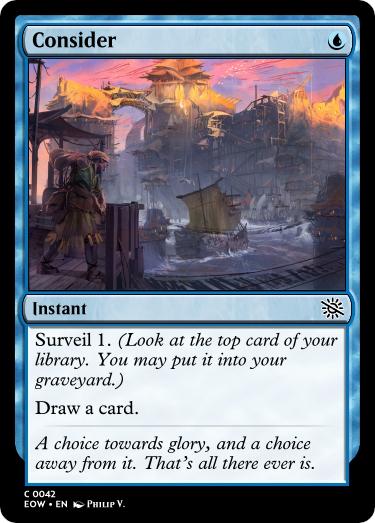 Consider
Instant
Surveil 1. (Look at the top card of your
library. You may put it into your
graveyard.)
Draw a card.
A choice towards glory, and a choice
away from it. That's all there ever is.
C 0042
EOW • EN Philip V.